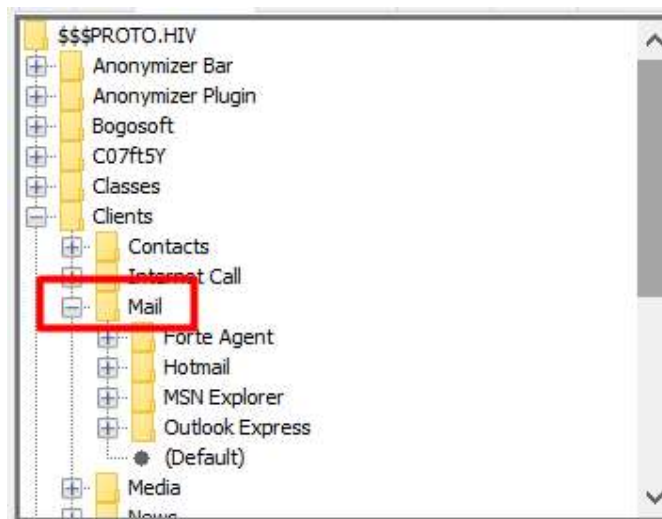 $$$PROTO.HIV
Anonymizer Bar
Anonymizer Plugin
Bogosoft
C07ft5Y
Classes
Clients
Contacts
Internet Call
Mail
Forte Agent
Hotmail
MSN Explorer
Outlook Express
(Default)
Media
News